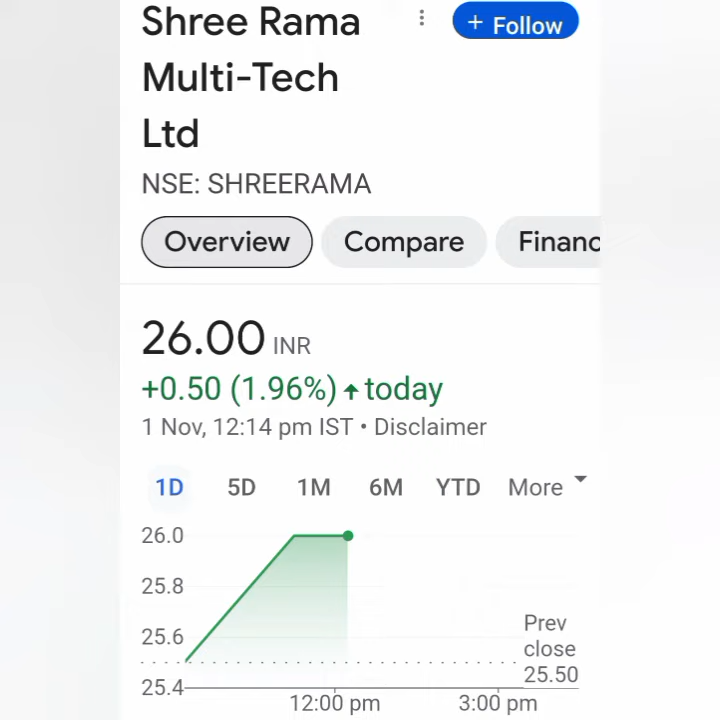 Shree Rama
+ Follow
Multi-Tech
Ltd
NSE: SHREERAMA
Overview Compare Financ
26.00 INR
+0.50 (1.96%) ↑ today
1 Nov, 12:14 pm IST • Disclaimer
1D 5D 1M 6M YTD More
26.0
25.8
25.6
25.4
Prev
close
25.50
12:00 pm 3:00 pm